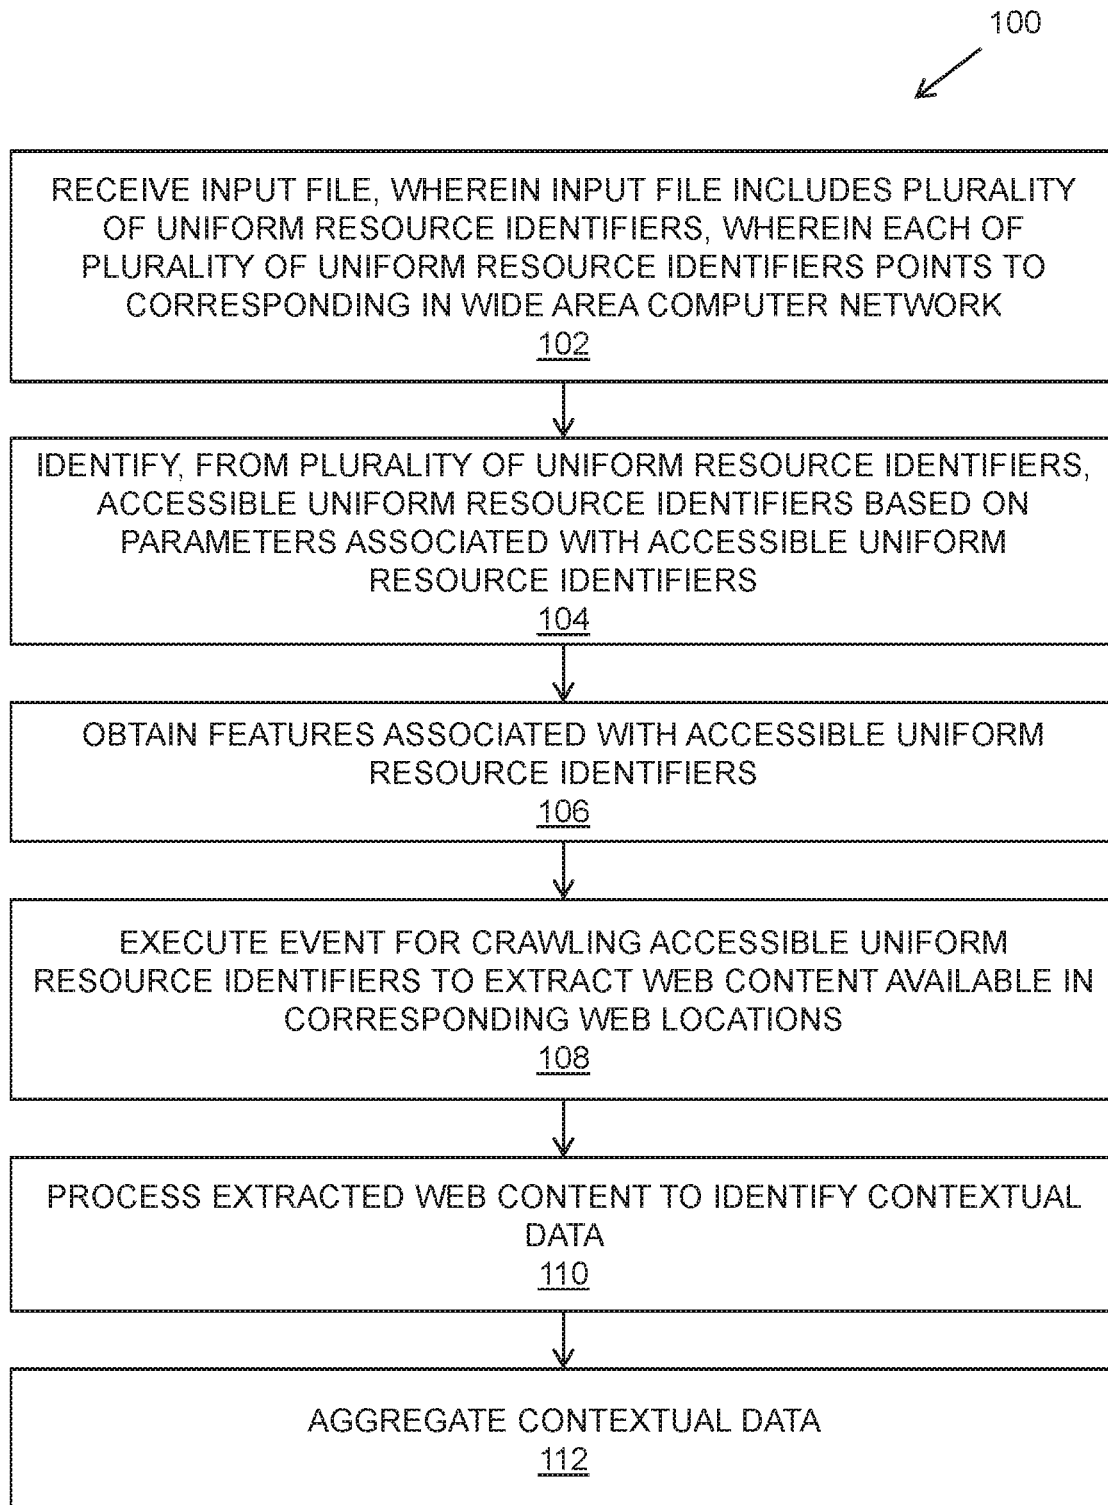 100
RECEIVE INPUT FILE, WHEREIN INPUT FILE INCLUDES PLURALITY
OF UNIFORM RESOURCE IDENTIFIERS, WHEREIN EACH OF
PLURALITY OF UNIFORM RESOURCE IDENTIFIERS POINTS TO
CORRESPONDING IN WIDE AREA COMPUTER NETWORK
102
IDENTIFY, FROM PLURALITY OF UNIFORM RESOURCE IDENTIFIERS,
ACCESSIBLE UNIFORM RESOURCE IDENTIFIERS BASED ON
PARAMETERS ASSOCIATED WITH ACCESSIBLE UNIFORM
RESOURCE IDENTIFIERS
104
OBTAIN FEATURES ASSOCIATED WITH ACCESSIBLE UNIFORM
RESOURCE IDENTIFIERS
106
EXECUTE EVENT FOR CRAWLING ACCESSIBLE UNIFORM
RESOURCE IDENTIFIERS TO EXTRACT WEB CONTENT AVAILABLE IN
CORRESPONDING WEB LOCATIONS
108
PROCESS EXTRACTED WEB CONTENT TO IDENTIFY CONTEXTUAL
DATA
110
AGGREGATE CONTEXTUAL DATA
112